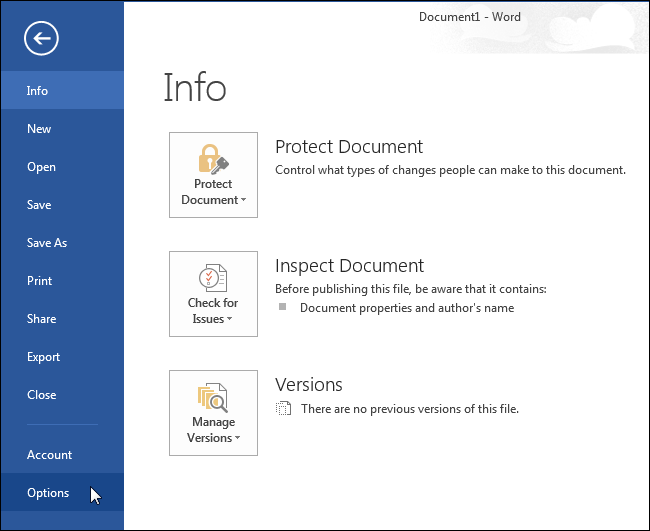 Document1 - Word
Info
New
Open
Save
Save As
Print
Share
Export
Close
Account
Options
Info
Protect
Document
Protect Document
Control what types of changes people can make to this document.
Check for
Issues
Inspect Document
Before publishing this file, be aware that it contains:
Document properties and author's name
Manage
Versions
Versions
There are no previous versions of this file.